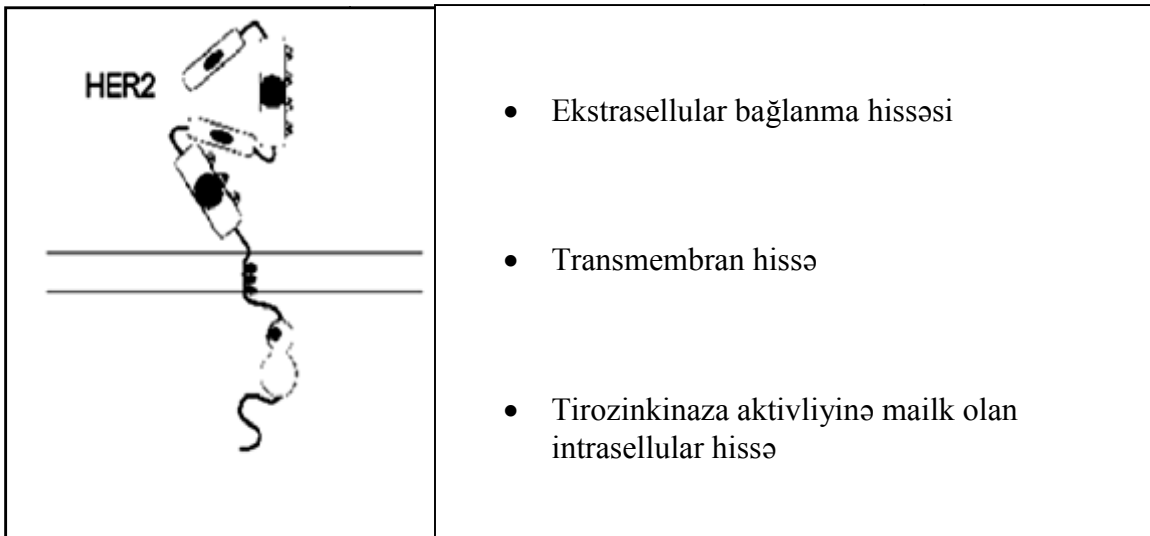 HER2
• Ekstrasellular bağlanma hissəsi
• Transmembran hissə
• Tirozinkinaza aktivliyinə mailk olan
intrasellular hissə